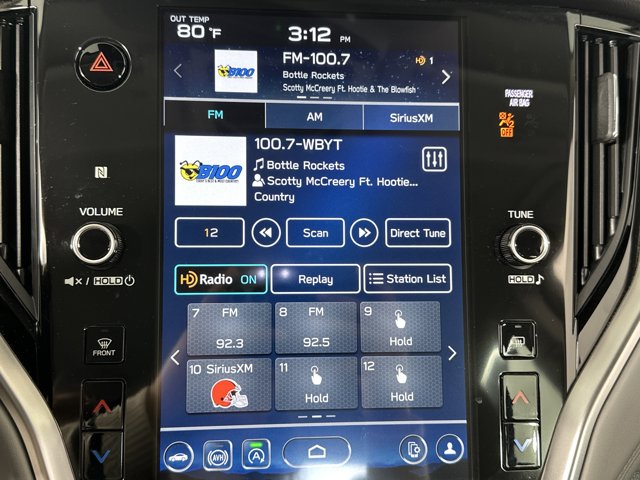 OUT TEMP
80 °F
3:12 PM
FM-100.7
HD 1
B100
Bottle Rockets
Scotty McCreery Ft. Hootie & The Blowfish
PASSENGER
AIR BAG
2
OFF
FM
AM
SiriusXM
100.7-WBYT
B100
Bottle Rockets
Scotty McCreery Ft. Hootie...
Country
N
VOLUME
TUNE
12
Scan
Direct Tune
/ HOLD
HOLD
HD Radio ON
Replay
Station List
7 FM
92.3
8 FM
92.5
9
Hold
FRONT
10 SiriusXM
11
Hold
12
Hold
AVH
A